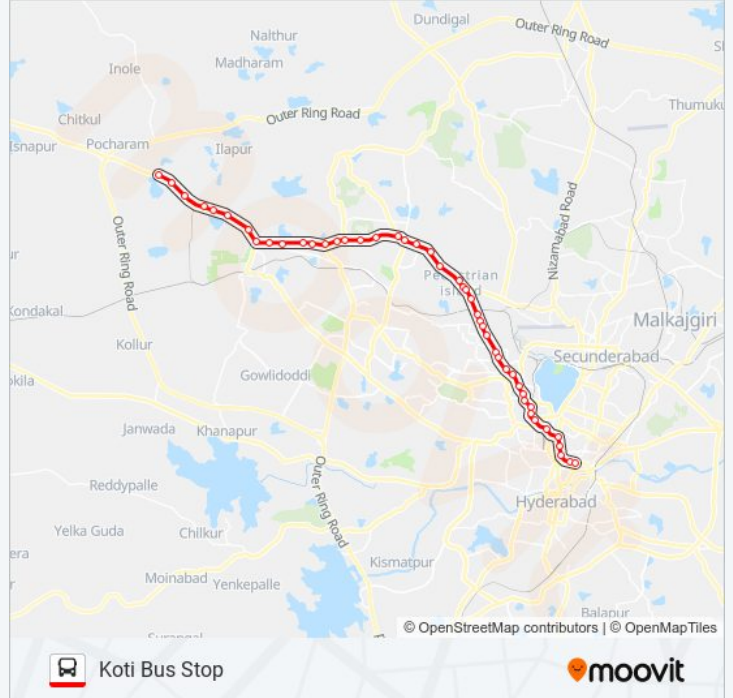 Dundigal
Outer Ring Road
Nalthur
Madharam
Inole
Thumuku
Outer Ring Road
Chitkul
Isnapur
Pocharam
Ilapur
Outer Ring Road
Nizamabad Road
Pedestrian
island
Kondakal
Malkajgiri
Kollur
Secunderabad
Gowlidoddi
Janwada
Khanapur
Outer Ring Road
Reddypalle
Hyderabad
Yelka Guda
Chilkur
Kismatpur
Moinabad
Yenkepalle
Balapur
Surangal
© OpenStreetMap contributors | © OpenMapTiles
Koti Bus Stop
moovit